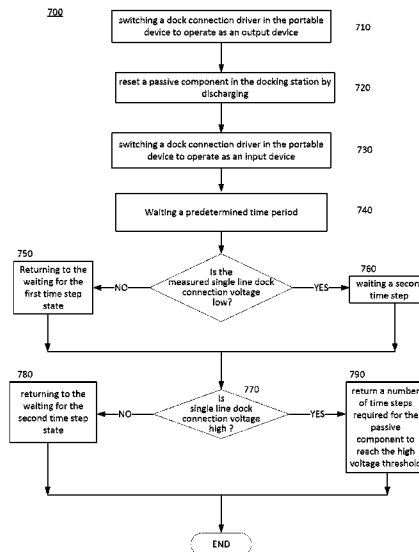 700
switching a dock connection driver in the portable
device to operate as an output device
710
reset a passive component in the docking station by
discharging
720
switching a dock connection driver in the portable
device to operate as an input device
730
Waiting a predetermined time period
740
750
Returning to the
waiting for the
first time step
state
NO
Is the
measured single line dock
connection voltage
low?
YES
760
waiting a second
time step
780
returning to the
waiting for the
second time step
state
NO
770
Is
single line dock
connection voltage
high ?
YES
790
return a number
of time steps
required for the
passive
component to
reach the high
voltage threshold
END